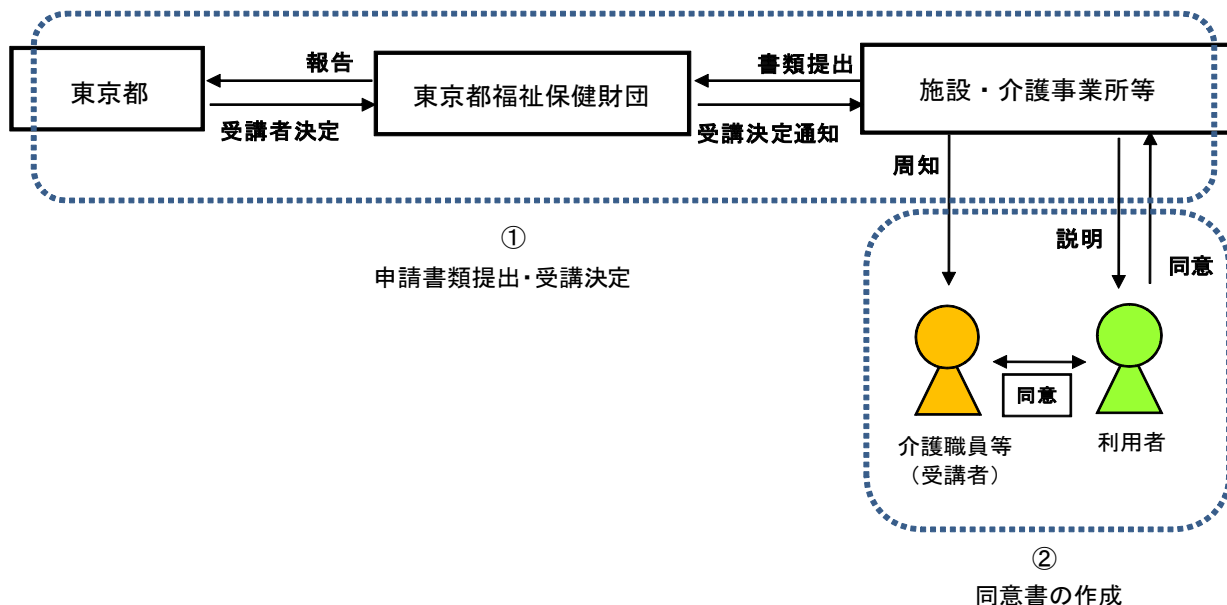 東京都
報告
受講者決定
東京都福祉保健財団
書類提出
受講決定通知
施設・介護事業所等
周知
説明
同意
①
申請書類提出・受講決定
同意
介護職員等
（受講者）
利用者
②
同意書の作成